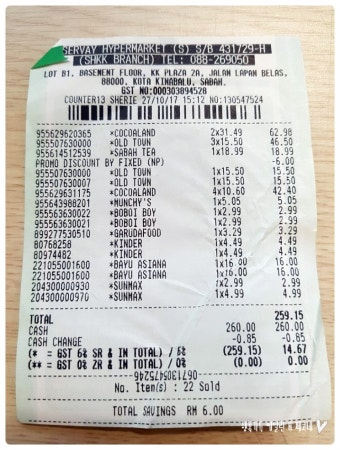 SERVAY HYPERMARKET (S) S/B 431729-H
(SHKK BRANCH) TEL: 088-269050
LOT B1, BASEMENT FLOOR, KK PLAZA 2A, JALAN LAPAN BELAS,
88000, KOTA KINABALU, SABAH.
GST NO:000303894528
COUNTER13 SHERIE 27/10/17 15:12 NO:130547524
955629620365 *COCOALAND 2x31.49 62.98
955507030000 *OLD TOWN 3x15.50 46.50
955614512539 *SABAH TEA 1x18.99 18.99
PROMO DISCOUNT BY FIXED (NP) -6.00
955507030000 *OLD TOWN 1x15.50 15.50
955507030007 *OLD TOWN 1x15.50 15.50
955629631175 *COCOALAND 4x10.60 42.40
955643988201 *MUNCHY'S 1x5.05 5.05
955563630022 *BOBOI BOY 1x2.99 2.99
955563630021 *BOBOI BOY 1x2.99 2.99
899277530510 *GARUDAFOOD 1x3.29 3.29
80768258 *KINDER 1x4.49 4.49
80974482 *KINDER 1x4.49 4.49
221055001600 *BAYU ASIANA 1x16.00 16.00
221055001600 *BAYU ASIANA 1x16.00 16.00
204300000930 *SUNMAX 1x2.99 2.99
204300000970 *SUNMAX 1x4.99 4.99
TOTAL 259.15
CASH 260.00 260.00
CASH CHANGE -0.85 -0.85
(* = GST 6% SR & IN TOTAL) / 6% (259.15) 14.67
(** = GST 0% ZR & IN TOTAL) / 0% (0.00) 0.00
0671305475246
No. Item(s): 22 Sold
TOTAL SAVINGS RM 6.00